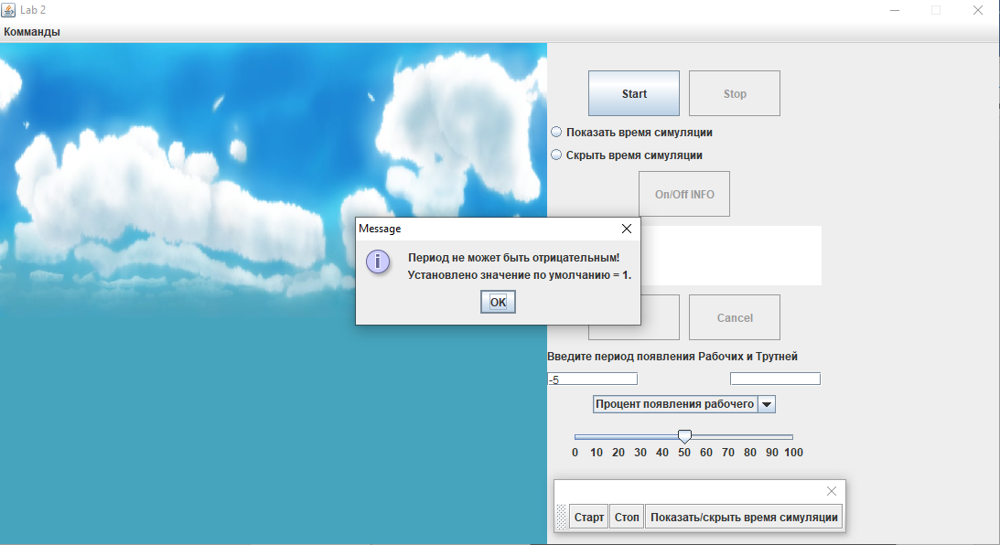 Lab 2
Комманды
Start
Stop
Показать время симуляции
Скрыть время симуляции
On/Off INFO
Message
Период не может быть отрицательным!
Установлено значение по умолчанию = 1.
OK
Cancel
Введите период появления Рабочих и Трутней
-5
Процент появления рабочего
0 10 20 30 40 50 60 70 80 90 100
Старт
Стоп
Показать/скрыть время симуляции